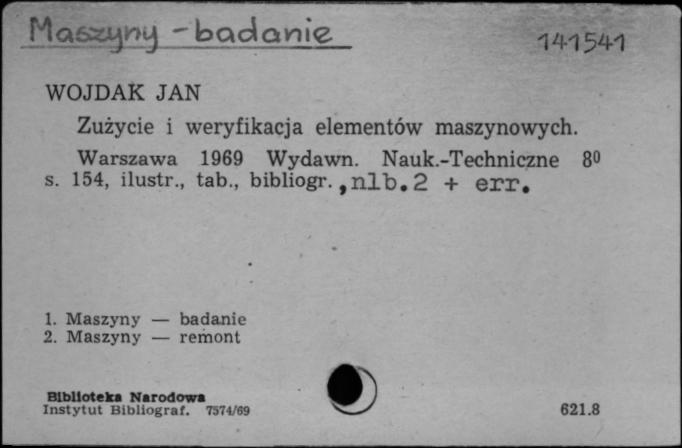 Maszyny - badanie
141541
WOJDAK JAN
Zużycie i weryfikacja elementów maszynowych.
Warszawa 1969 Wydawn. Nauk.-Techniczne 8⁰
s. 154, ilustr., tab., bibliogr. , nlb. 2 + err.
1. Maszyny — badanie
2. Maszyny — remont
Biblioteka Narodowa
Instytut Bibliograf. 7574/69
621.8